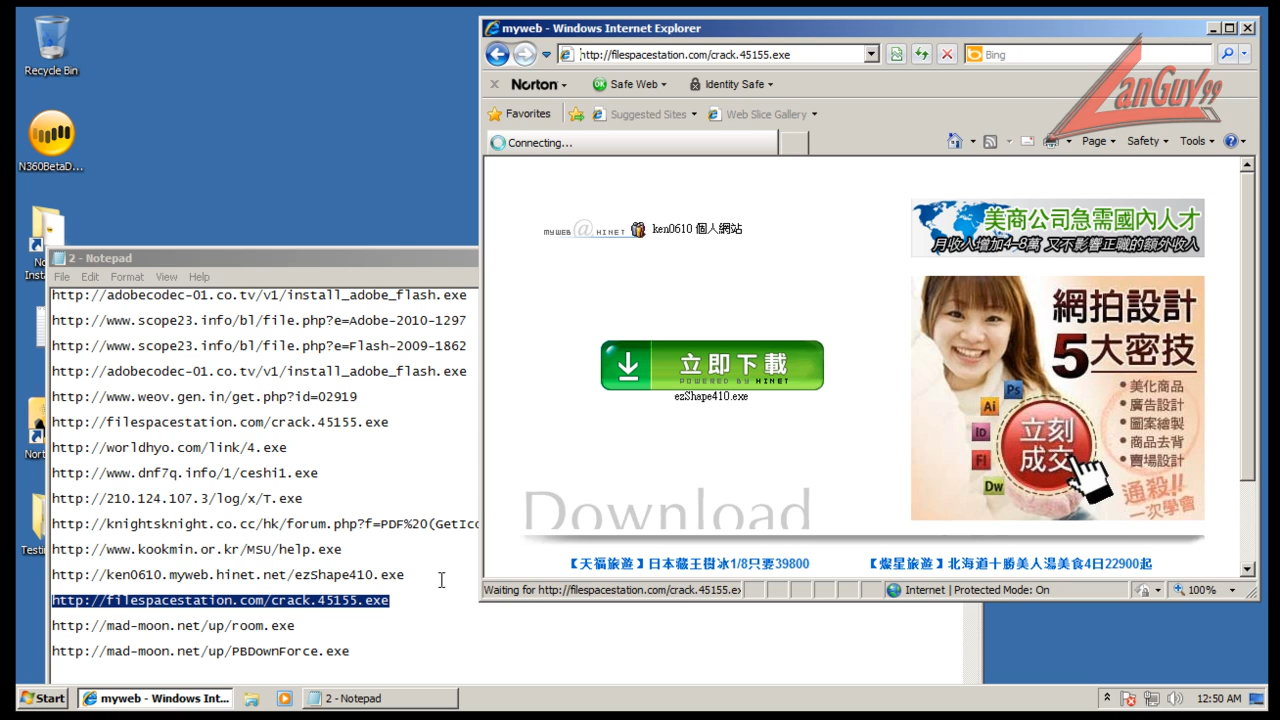 Recycle Bin
N360BetaD...
2 - Notepad
File Edit Format View Help
http://adobecodec-01.co.tv/v1/install_adobe_flash.exe
http://www.scope23.info/bl/file.php?e=Adobe-2010-1297
http://www.scope23.info/bl/file.php?e=Flash-2009-1862
http://adobecodec-01.co.tv/v1/install_adobe_flash.exe
http://www.weov.gen.in/get.php?id=02919
http://filespacestation.com/crack.45155.exe
http://worldhyo.com/link/4.exe
http://www.dnf7q.info/1/ceshi1.exe
http://210.124.107.3/log/x/T.exe
http://knightsknight.co.cc/hk/forum.php?f=PDF%20(GetIco
http://www.kookmin.or.kr/MSU/help.exe
http://ken0610.myweb.hinet.net/ezShape410.exe
http://filespacestation.com/crack.45155.exe
http://mad-moon.net/up/room.exe
http://mad-moon.net/up/PBDownForce.exe
myweb - Windows Internet Explorer
http://filespacestation.com/crack.45155.exe
Bing
LanGuy99
x Norton OK Safe Web Identity Safe
Favorites Suggested Sites Web Slice Gallery
Connecting...
Page Safety Tools
MYWEB @ HINET ken0610 個人網站
美商公司急需國內人才
月收入增加4-8萬 又不影響正職的額外收入
立即下載
POWERED BY HINET
ezShape410.exe
網拍設計
5大密技
Ps
Ai
ID
Fl
Dw
立刻
成交
•美化商品
•廣告設計
•圖案繪製
•商品去背
•賣場設計
通殺!!
一次學會
Download
【天福旅遊】日本藏王樹冰1/8只要39800
【燦星旅遊】北海道十勝美人湯美食4日22900起
Waiting for http://filespacestation.com/crack.45155.ex
Internet | Protected Mode: On
100%
Start
myweb - Windows Int...
2 - Notepad
12:50 AM